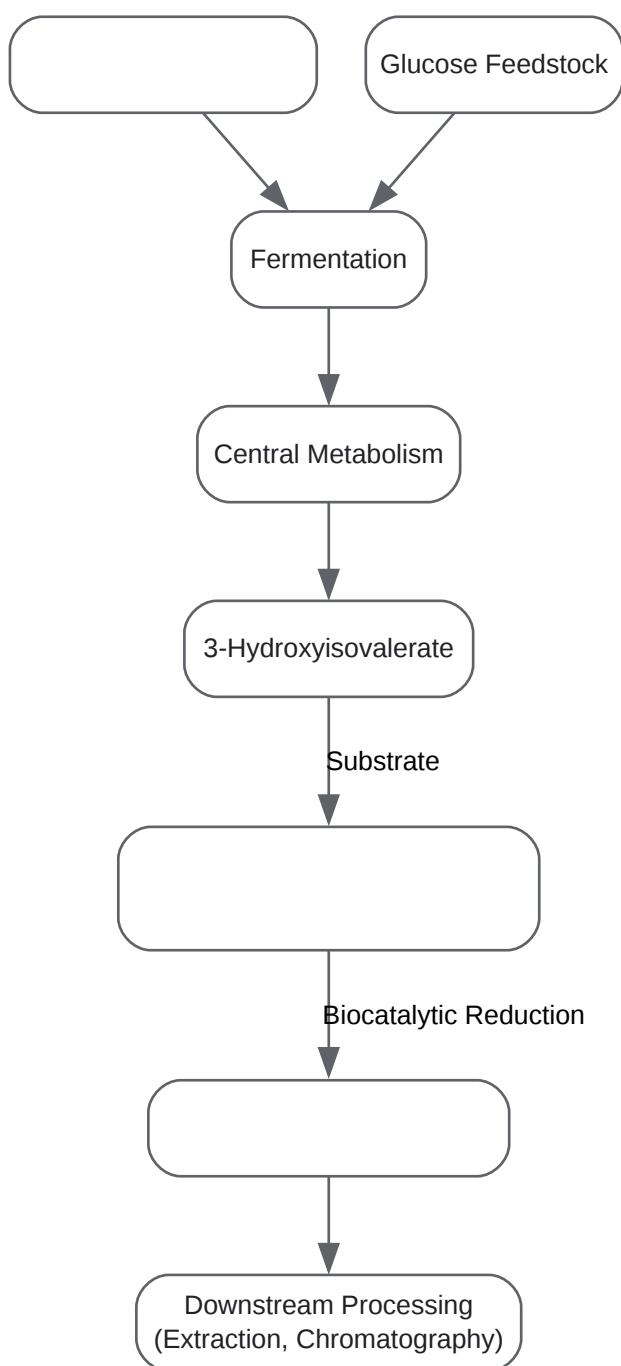 Glucose Feedstock
Fermentation
Central Metabolism
3-Hydroxyisovalerate
Substrate
Biocatalytic Reduction
Downstream Processing
(Extraction, Chromatography)